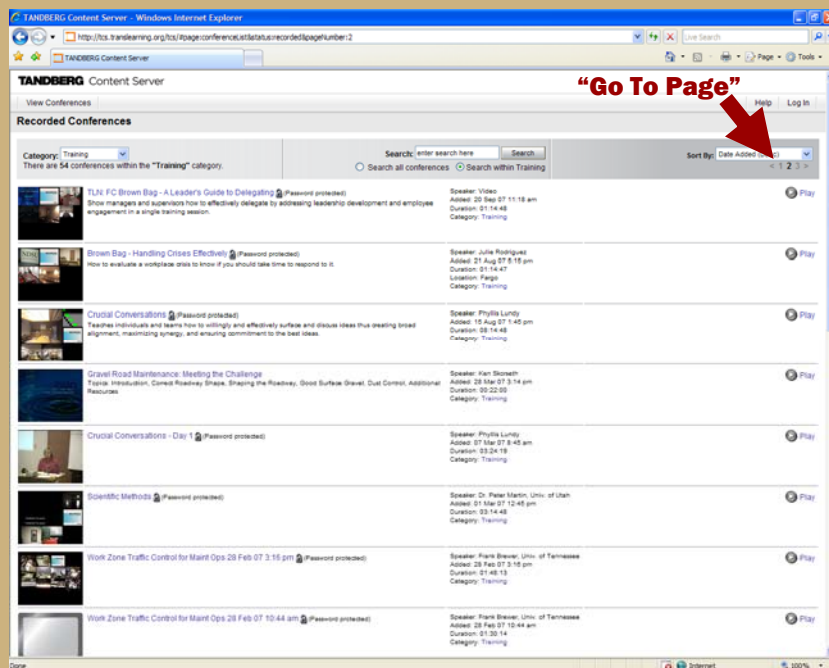 TANDBERG Content Server - Windows Internet Explorer
http://tcs.translearning.org/tcs/#page:conferenceList&status:recorded&pageNumber:2
Live Search
TANDBERG Content Server
Page
Tools
TANDBERG Content Server
"Go To Page"
View Conferences
Help
Log In
Recorded Conferences
Category: Training
Search: enter search here
Search
Sort By: Date Added
There are 54 conferences within the "Training" category.
Search all conferences
Search within Training
< 1 2 3 >
TLN: FC Brown Bag - A Leader's Guide to Delegating (Password protected)
Show managers and supervisors how to effectively delegate by addressing leadership development and employee
engagement in a single training session.
Speaker: Video
Added: 20 Sep 07 11:18 am
Duration: 01:14:48
Category: Training
Play
Brown Bag - Handling Crises Effectively (Password protected)
How to evaluate a workplace crisis to know if you should take time to respond to it.
Speaker: Julie Rodriguez
Added: 21 Aug 07 5:15 pm
Duration: 01:14:47
Location: Fargo
Category: Training
Play
Crucial Conversations (Password protected)
Teaches individuals and teams how to willingly and effectively surface and discuss ideas thus creating broad
alignment, maximizing synergy, and ensuring commitment to the best ideas.
Speaker: Phyllis Lundy
Added: 15 Aug 07 1:45 pm
Duration: 08:14:48
Category: Training
Play
Gravel Road Maintenance: Meeting the Challenge
Topics: Introduction, Correct Roadway Shape, Shaping the Roadway, Good Surface Gravel, Dust Control, Additional
Resources
Speaker: Ken Skorseth
Added: 28 Mar 07 3:14 pm
Duration: 00:22:00
Category: Training
Play
Crucial Conversations - Day 1 (Password protected)
Speaker: Phyllis Lundy
Added: 07 Mar 07 8:45 am
Duration: 03:24:19
Category: Training
Play
Scientific Methods (Password protected)
Speaker: Dr. Peter Martin, Univ. of Utah
Added: 01 Mar 07 12:45 pm
Duration: 03:14:48
Category: Training
Play
Work Zone Traffic Control for Maint Ops 28 Feb 07 3:16 pm (Password protected)
Speaker: Frank Brewer, Univ. of Tennessee
Added: 28 Feb 07 3:16 pm
Duration: 01:46:13
Category: Training
Play
Work Zone Traffic Control for Maint Ops 28 Feb 07 10:44 am (Password protected)
Speaker: Frank Brewer, Univ. of Tennessee
Added: 28 Feb 07 10:44 am
Duration: 01:30:14
Category: Training
Play
Done
Internet
100%